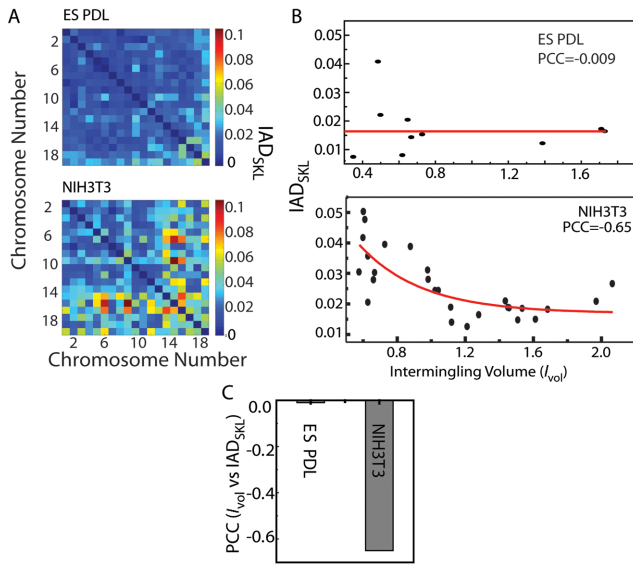 A
ES PDL
2
6
10
14
18
0.1
0.08
0.06
0.04
0.02
0
IAD_SKL
Chromosome Number
NIH3T3
2
6
10
14
18
2 6 10 14 18
0.1
0.08
0.06
0.04
0.02
0
Chromosome Number
B
ES PDL
PCC=-0.009
0.05
0.04
0.03
0.02
0.01
0.4 0.8 1.2 1.6
IAD_SKL
NIH3T3
PCC=-0.65
0.05
0.04
0.03
0.02
0.01
0.8 1.2 1.6 2.0
Intermingling Volume (I_vol)
C
0.0
-0.2
-0.4
-0.6
PCC (I_vol vs IAD_SKL)
ES PDL
NIH3T3